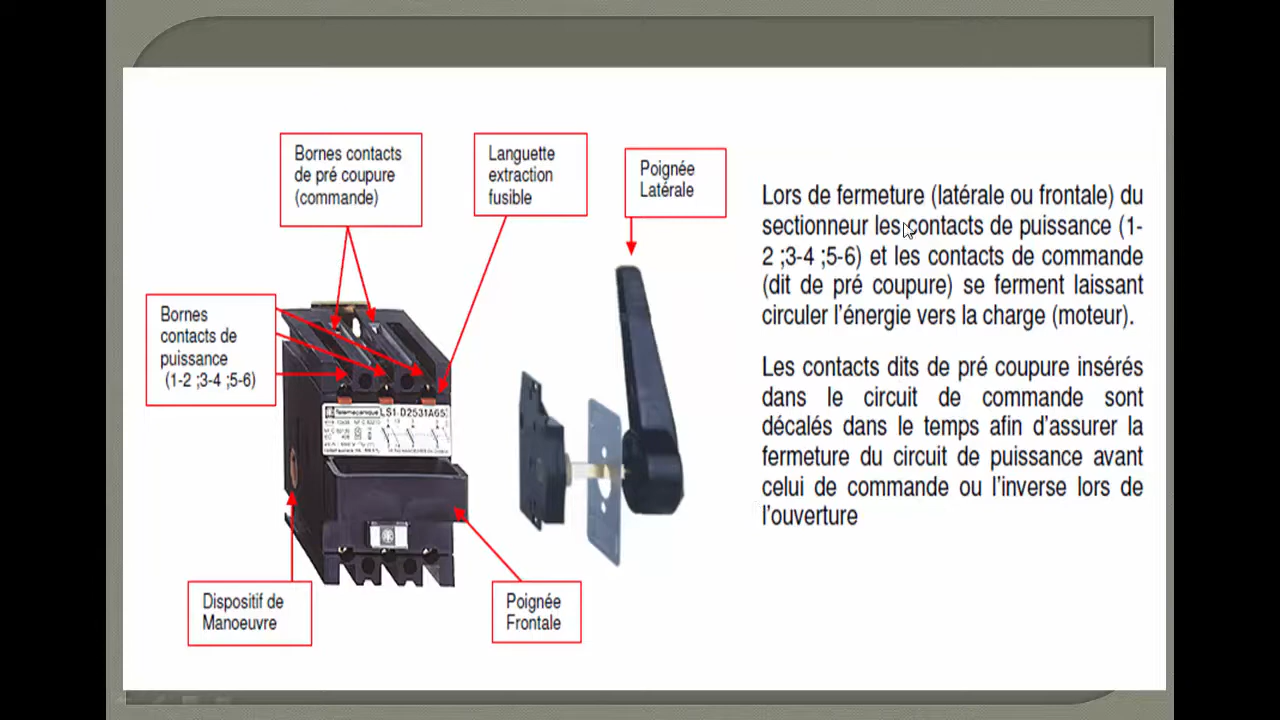 Bornes contacts
de pré coupure
(commande)
Languette
extraction
fusible
Poignée
Latérale
Bornes
contacts de
puissance
(1-2 ;3-4 ;5-6)
Telemecanique
Dispositif de
Manoeuvre
Poignée
Frontale
Lors de fermeture (latérale ou frontale) du
sectionneur les contacts de puissance (1-
2 ;3-4 ;5-6) et les contacts de commande
(dit de pré coupure) se ferment laissant
circuler l’énergie vers la charge (moteur).
Les contacts dits de pré coupure insérés
dans le circuit de commande sont
décalés dans le temps afin d’assurer la
fermeture du circuit de puissance avant
celui de commande ou l’inverse lors de
l’ouverture